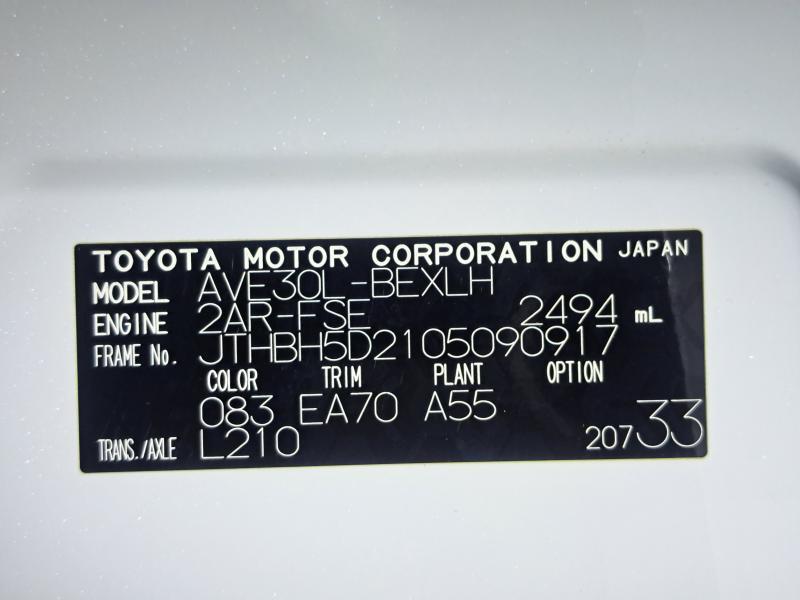 TOYOTA MOTOR CORPORATION JAPAN
MODEL AVE30L-BEXLH
ENGINE 2AR-FSE 2494 mL
FRAME No. JTHBH5D2105090917
COLOR TRIM PLANT OPTION
083 EA70 A55
TRANS./AXLE L210 20733